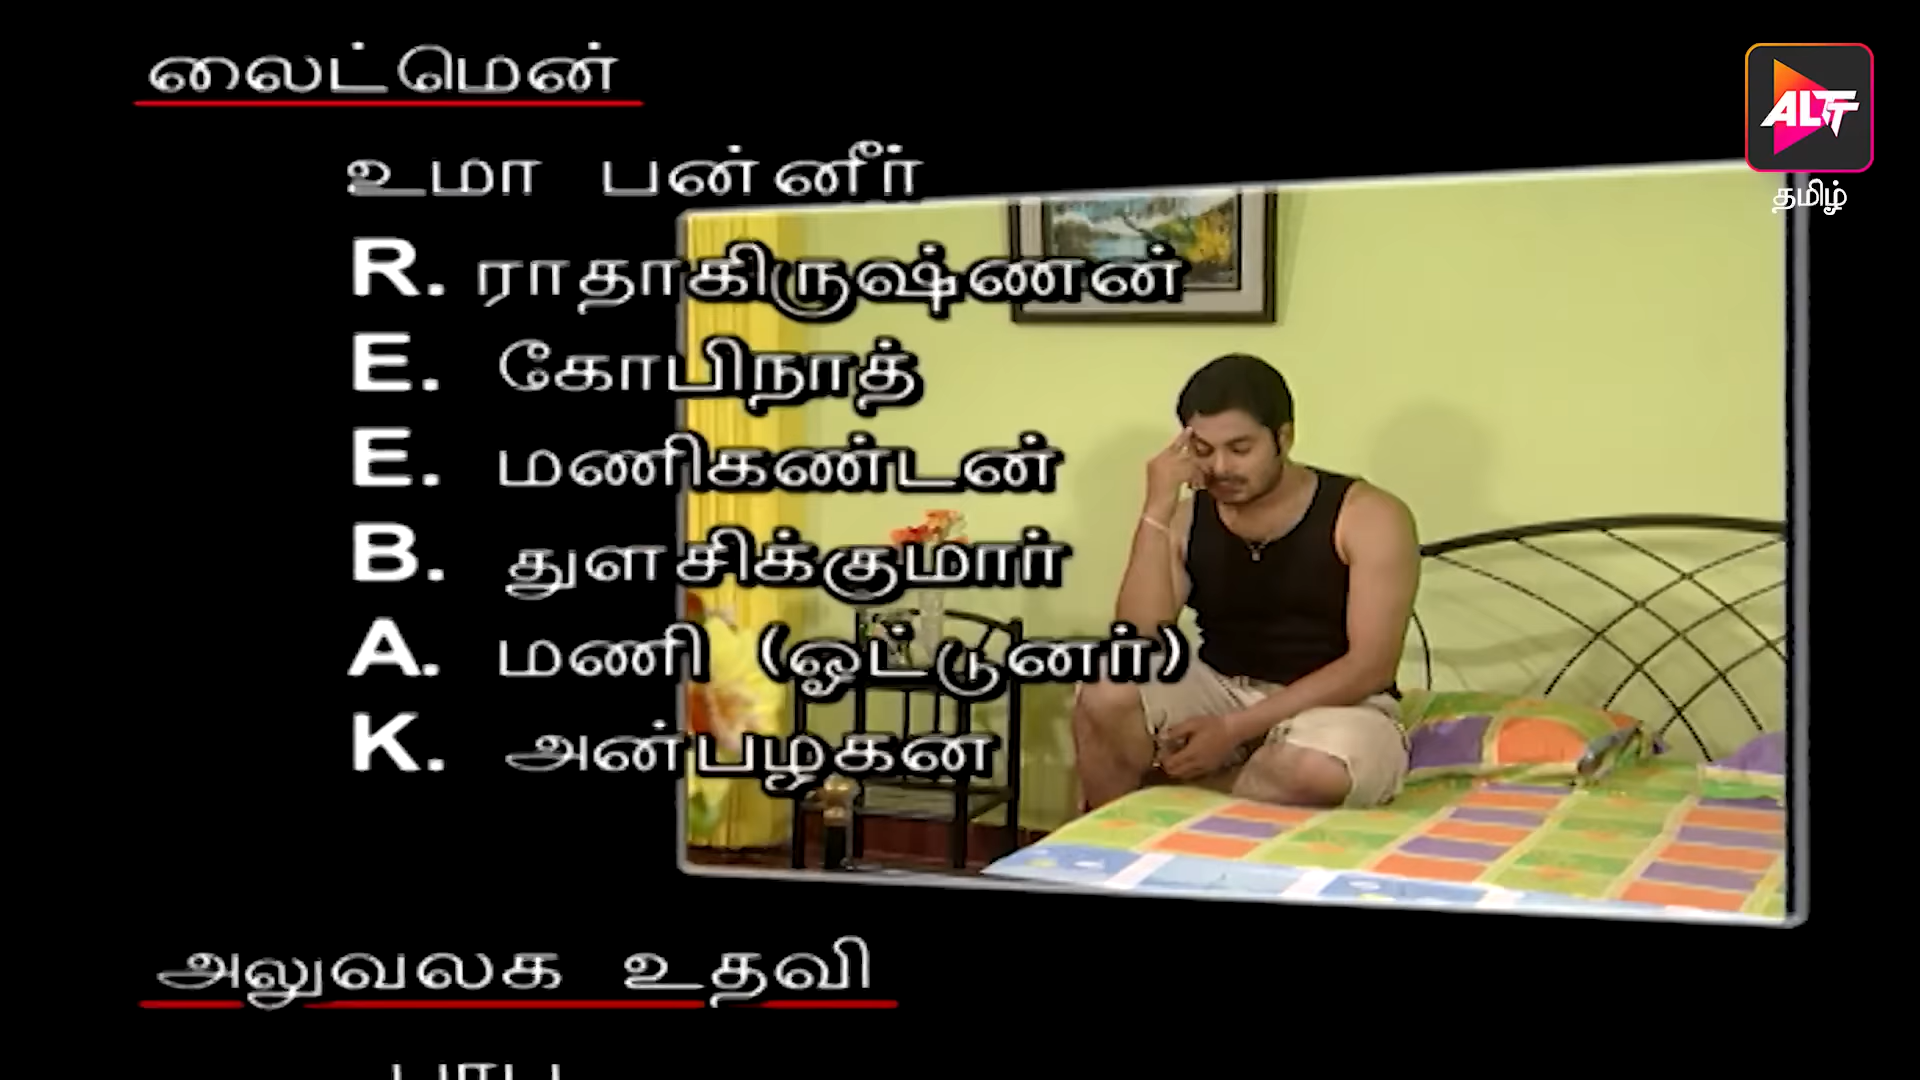 லைட்மென்
ALTT
தமிழ்
உமா பன்னீர்
R. ராதாகிருஷ்ணன்
E. கோபிநாத்
E. மணிகண்டன்
B. துளசிக்குமார்
A. மணி (ஓட்டுனர்)
K. அன்பழகன
அலுவலக உதவி